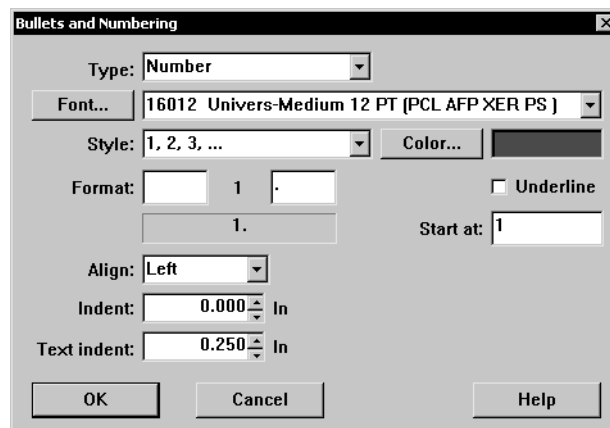 Bullets and Numbering
Type: Number
Font... 16012 Univers-Medium 12 PT (PCL AFP XER PS )
Style: 1, 2, 3, ... Color...
Format: 1 . Underline
1. Start at: 1
Align: Left
Indent: 0.000 In
Text indent: 0.250 In
OK Cancel Help